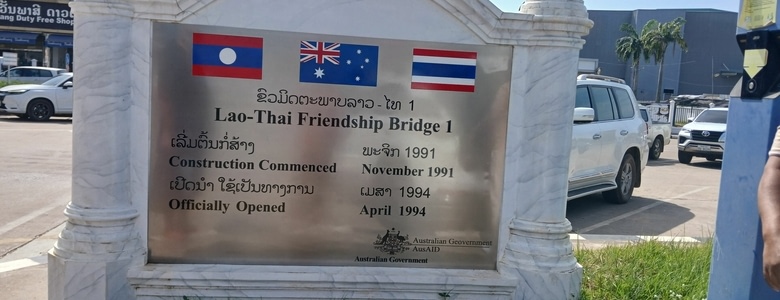 ang Duty Free Shop
ຂົວມິດຕະພາບລາວ - ໄທ 1
Lao-Thai Friendship Bridge 1
ເລີ່ມຕົ້ນກໍ່ສ້າງ ພະຈິກ 1991
Construction Commenced November 1991
ເປີດນຳ ໃຊ້ເປັນທາງການ ເມສາ 1994
Officially Opened April 1994
Australian Government
AusAID
Australian Government